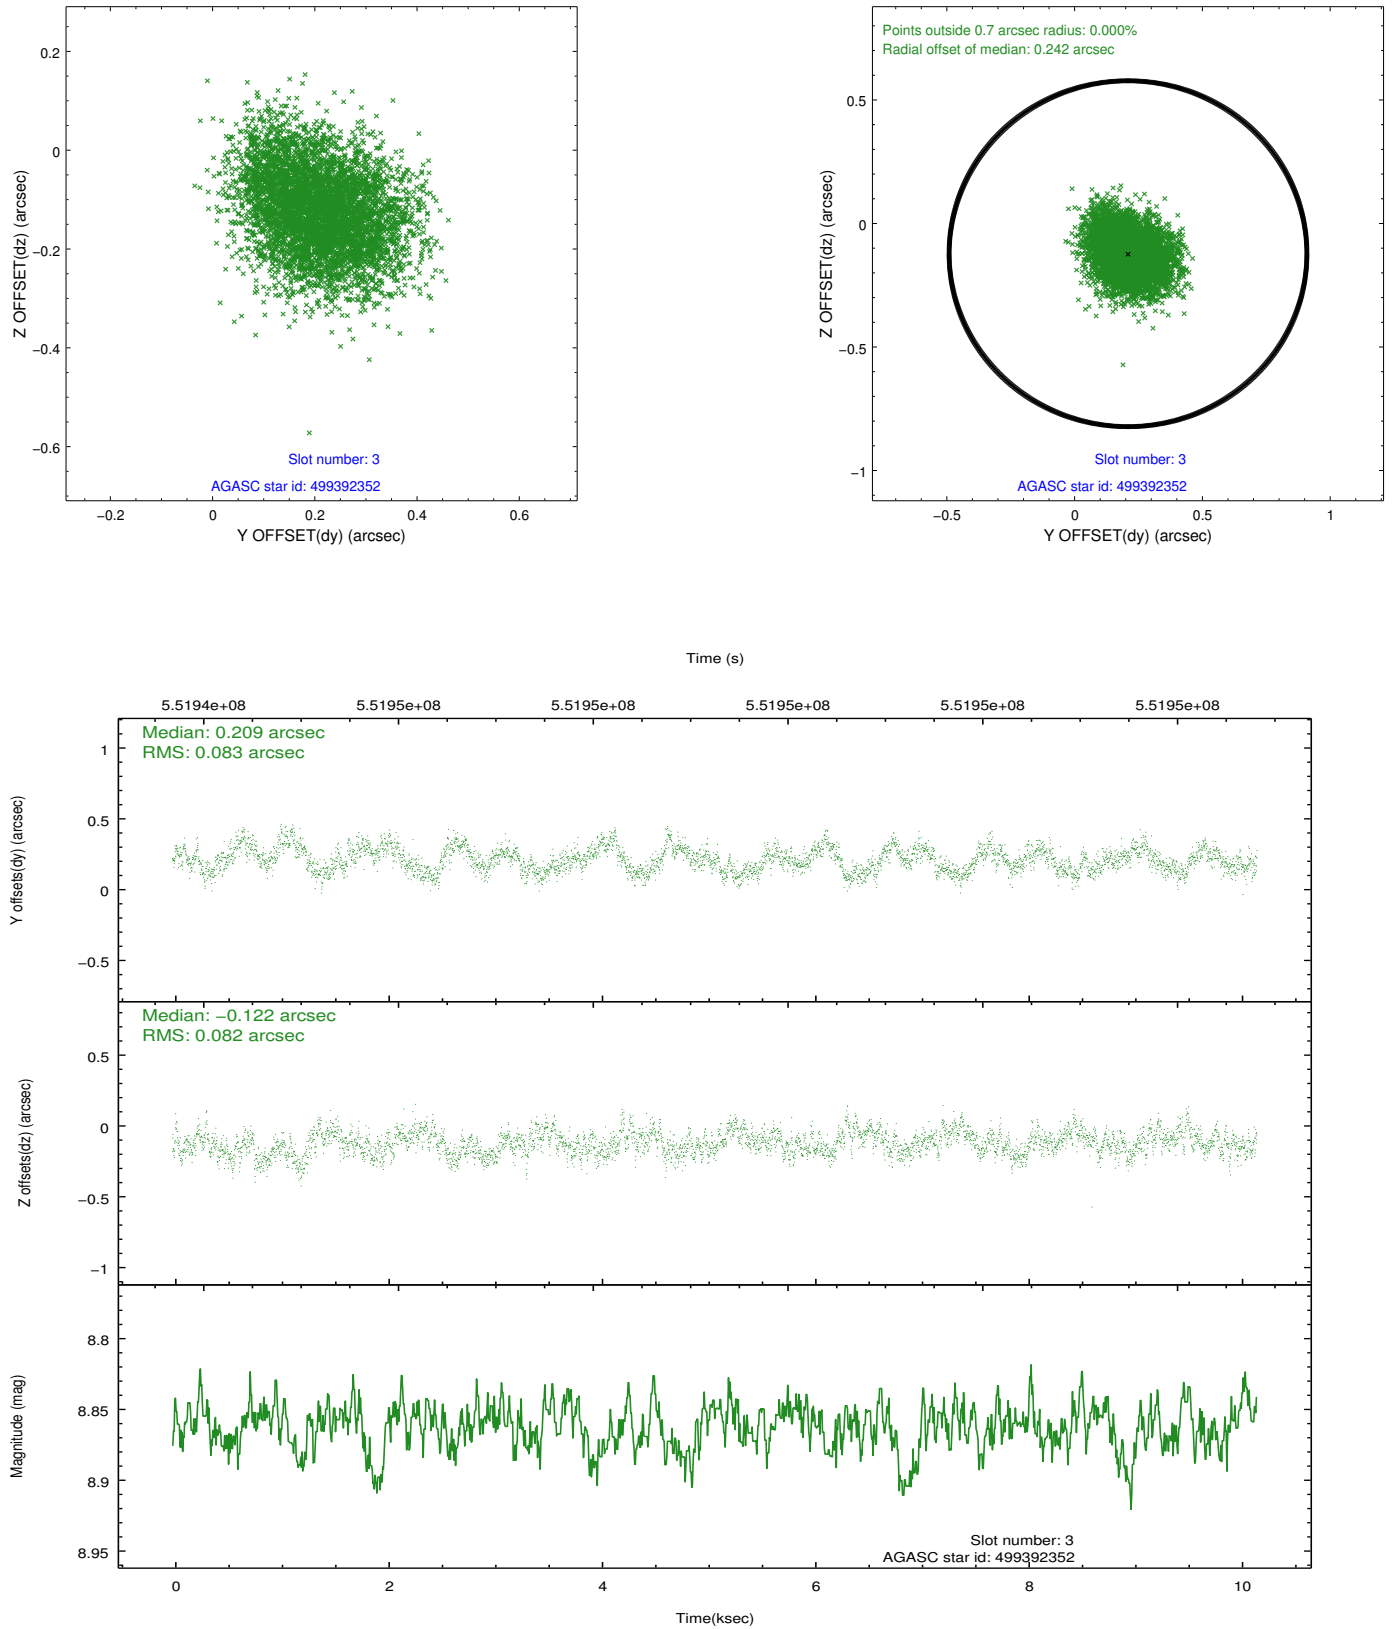 Z OFFSET(dz) (arcsec)
0.2
0
−0.2
−0.4
−0.6
Slot number: 3
AGASC star id: 499392352
−0.2 0 0.2 0.4 0.6
Y OFFSET(dy) (arcsec)
Points outside 0.7 arcsec radius: 0.000%
Radial offset of median: 0.242 arcsec
Z OFFSET(dz) (arcsec)
0.5
0
−0.5
−1
Slot number: 3
AGASC star id: 499392352
−0.5 0 0.5 1
Y OFFSET(dy) (arcsec)
Time (s)
5.5194e+08 5.5195e+08 5.5195e+08 5.5195e+08 5.5195e+08 5.5195e+08
Median: 0.209 arcsec
RMS: 0.083 arcsec
Y offsets(dy) (arcsec)
1
0.5
0
−0.5
Median: −0.122 arcsec
RMS: 0.082 arcsec
Z offsets(dz) (arcsec)
0.5
0
−0.5
−1
Magnitude (mag)
8.8
8.85
8.9
8.95
Slot number: 3
AGASC star id: 499392352
0 2 4 6 8 10
Time(ksec)